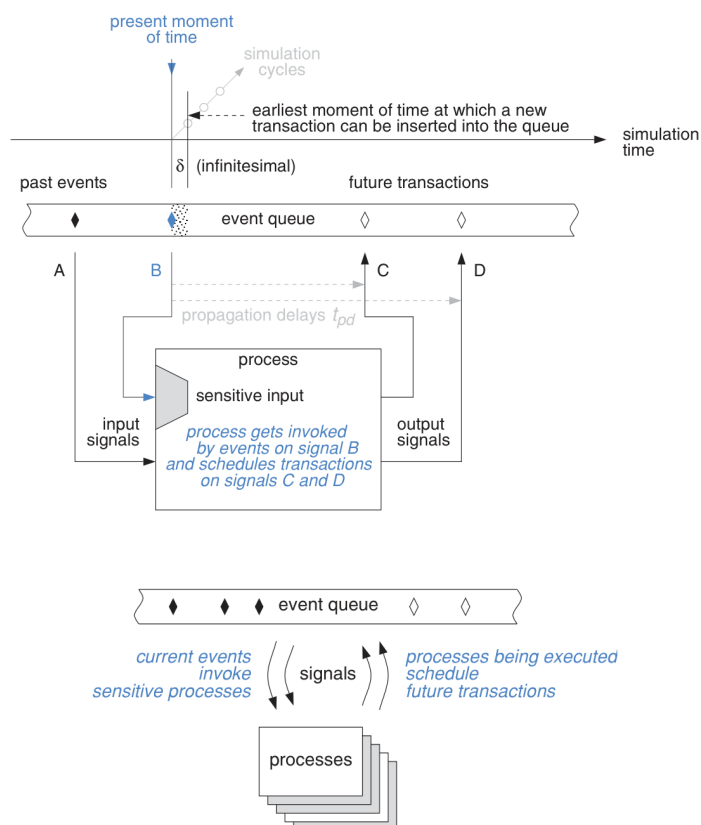 present moment
of time
simulation
cycles
earliest moment of time at which a new
transaction can be inserted into the queue
simulation
time
δ (infinitesimal)
past events
future transactions
event queue
A
B
C
D
propagation delays tpd
process
sensitive input
input
signals
process gets invoked
by events on signal B
and schedules transactions
on signals C and D
output
signals
event queue
current events
invoke
sensitive processes
signals
processes being executed
schedule
future transactions
processes